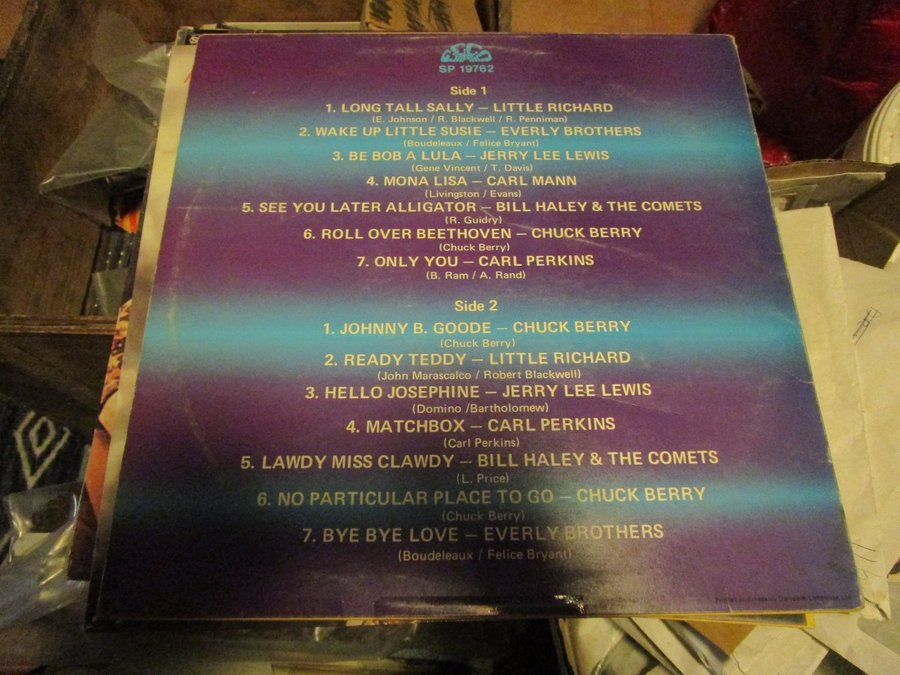 SP 19762
Side 1
1. LONG TALL SALLY – LITTLE RICHARD
(E. Johnson / R. Blackwell / R. Penniman)
2. WAKE UP LITTLE SUSIE – EVERLY BROTHERS
(Boudeleaux / Felice Bryant)
3. BE BOB A LULA – JERRY LEE LEWIS
(Gene Vincent / T. Davis)
4. MONA LISA – CARL MANN
(Livingston / Evans)
5. SEE YOU LATER ALLIGATOR – BILL HALEY & THE COMETS
(R. Guidry)
6. ROLL OVER BEETHOVEN – CHUCK BERRY
(Chuck Berry)
7. ONLY YOU – CARL PERKINS
(B. Ram / A. Rand)
Side 2
1. JOHNNY B. GOODE – CHUCK BERRY
(Chuck Berry)
2. READY TEDDY – LITTLE RICHARD
(John Marascalco / Robert Blackwell)
3. HELLO JOSEPHINE – JERRY LEE LEWIS
(Domino /Bartholomew)
4. MATCHBOX – CARL PERKINS
(Carl Perkins)
5. LAWDY MISS CLAWDY – BILL HALEY & THE COMETS
(L. Price)
6. NO PARTICULAR PLACE TO GO – CHUCK BERRY
(Chuck Berry)
7. BYE BYE LOVE – EVERLY BROTHERS
(Boudeleaux / Felice Bryant)